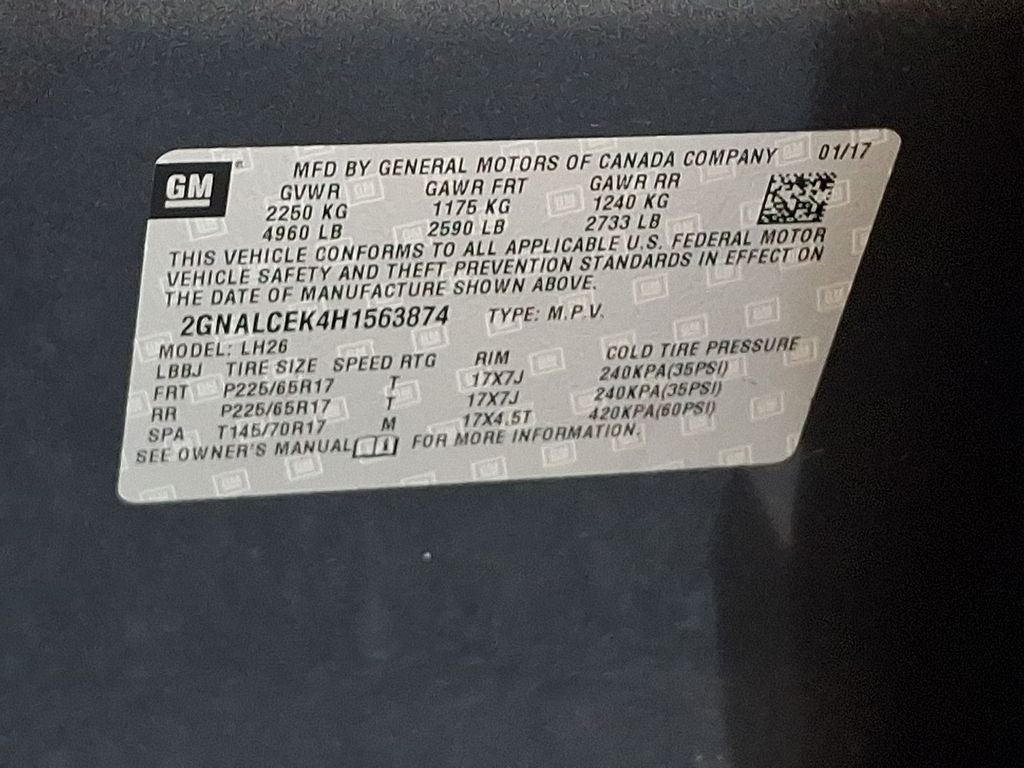 GM
MFD BY GENERAL MOTORS OF CANADA COMPANY 01/17
GVWR GAWR FRT GAWR RR
2250 KG 1175 KG 1240 KG
4960 LB 2590 LB 2733 LB
THIS VEHICLE CONFORMS TO ALL APPLICABLE U.S. FEDERAL MOTOR
VEHICLE SAFETY AND THEFT PREVENTION STANDARDS IN EFFECT ON
THE DATE OF MANUFACTURE SHOWN ABOVE.
2GNALCEK4H1563874 TYPE: M.P.V.
MODEL: LH26
LBBJ TIRE SIZE SPEED RTG RIM COLD TIRE PRESSURE
FRT P225/65R17 T 17X7J 240KPA(35PSI)
RR P225/65R17 T 17X7J 240KPA(35PSI)
SPA T145/70R17 M 17X4.5T 420KPA(60PSI)
SEE OWNER'S MANUAL FOR MORE INFORMATION.